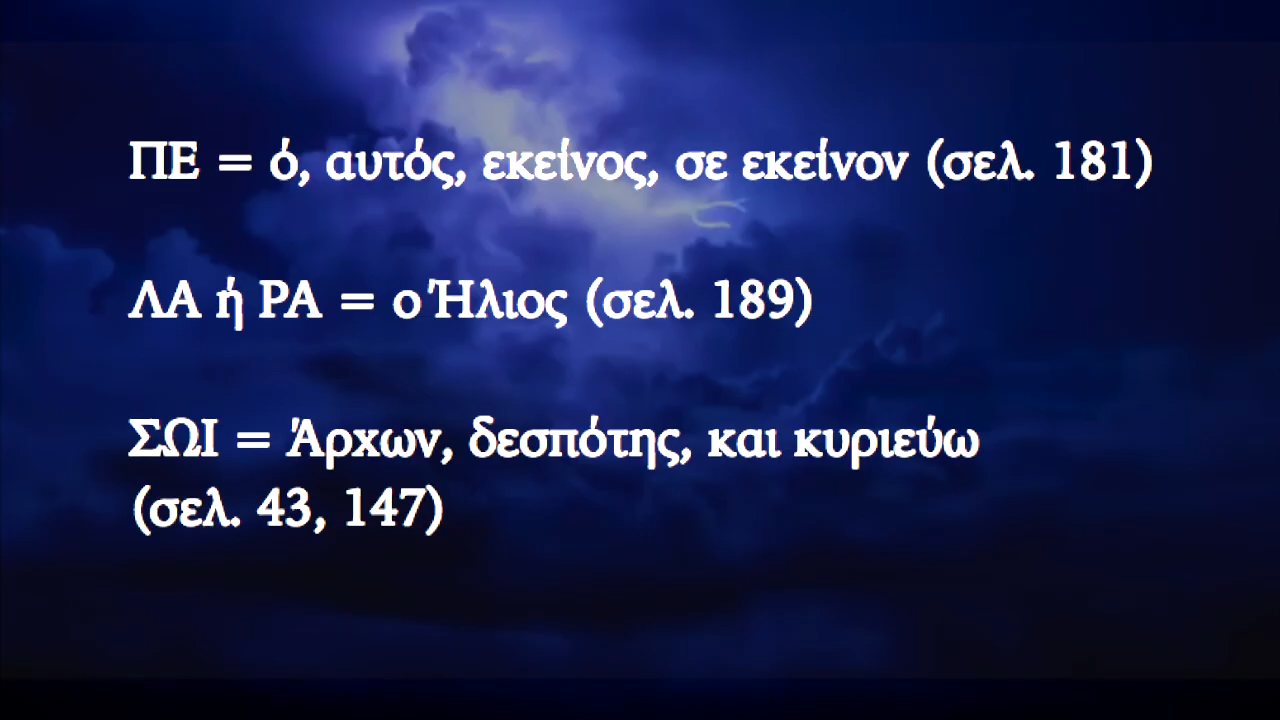 ΠΕ = ό, αυτός, εκείνος, σε εκείνον (σελ. 181)
ΛΑ ή ΡΑ = ο Ήλιος (σελ. 189)
ΣΩΙ = Άρχων, δεσπότης, και κυριεύω
(σελ. 43, 147)